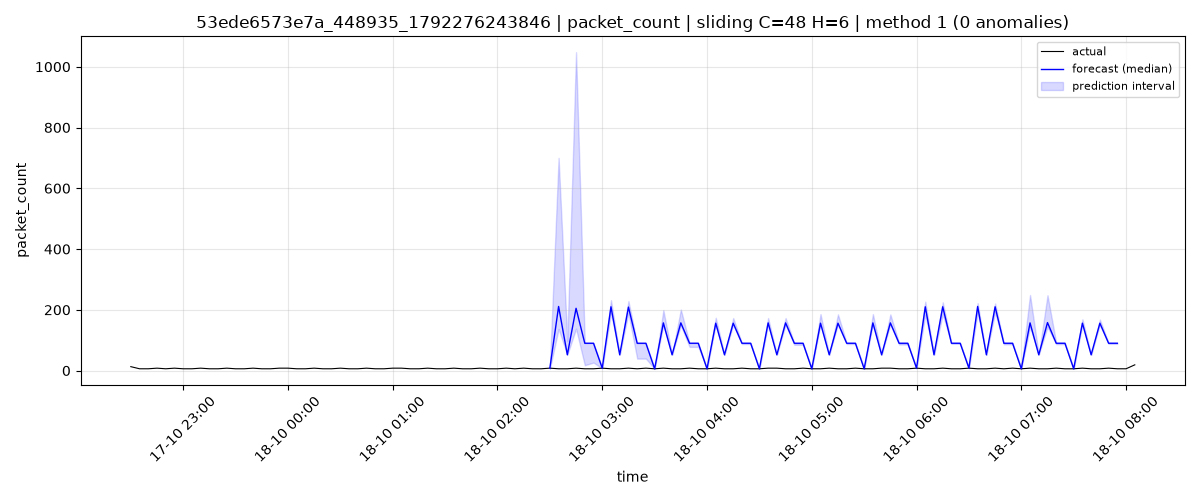 53ede6573e7a_448935_1792276243846 | packet_count | sliding C=48 H=6 | method 1 (0 anomalies)
actual
forecast (median)
prediction interval
packet_count
1000
800
600
400
200
0
17-10 23:00
18-10 00:00
18-10 01:00
18-10 02:00
18-10 03:00
18-10 04:00
18-10 05:00
18-10 06:00
18-10 07:00
18-10 08:00
time